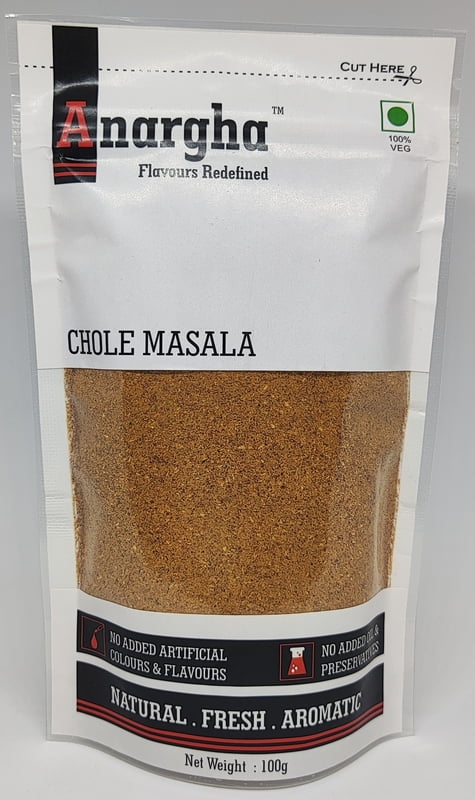 CUT HERE
Anargha™
Flavours Redefined
100%
VEG
CHOLE MASALA
NO ADDED ARTIFICIAL
COLOURS & FLAVOURS
NO ADDED OIL &
PRESERVATIVES
NATURAL . FRESH . AROMATIC
Net Weight : 100g